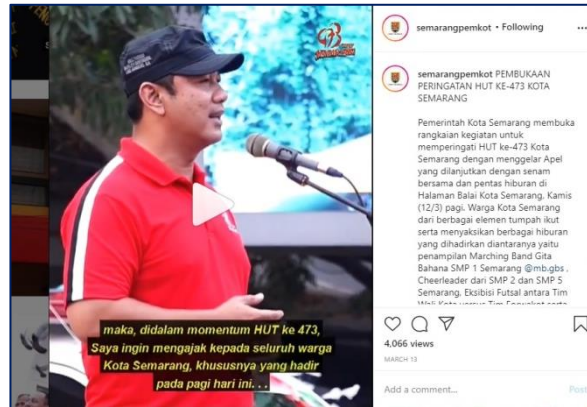 473
semarangpemkot • Following
semarangpemkot PEMBUKAAN
PERINGATAN HUT KE-473 KOTA
SEMARANG
Pemerintah Kota Semarang membuka
rangkaian kegiatan untuk
memperingati HUT ke-473 Kota
Semarang dengan menggelar Apel
yang dilanjutkan dengan senam
bersama dan pentas hiburan di
Halaman Balai Kota Semarang, Kamis
(12/3) pagi. Warga Kota Semarang
dari berbagai elemen tumpah ikut
serta menyaksikan berbagai hiburan
yang dihadirkan diantaranya yaitu
penampilan Marching Band Gita
Bahana SMP 1 Semarang @mb.gbs ,
Cheerleader dari SMP 2 dan SMP 5
Semarang, Eksibisi Futsal antara Tim
maka, didalam momentum HUT ke 473,
Saya ingin mengajak kepada seluruh warga
Kota Semarang, khususnya yang hadir
pada pagi hari ini. . .
4,066 views
MARCH 13
Add a comment...
Post